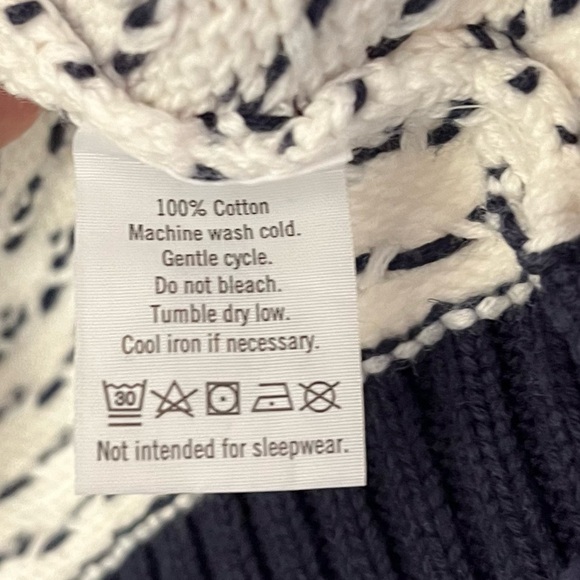 100% Cotton
Machine wash cold.
Gentle cycle.
Do not bleach.
Tumble dry low.
Cool iron if necessary.
30
Not intended for sleepwear.